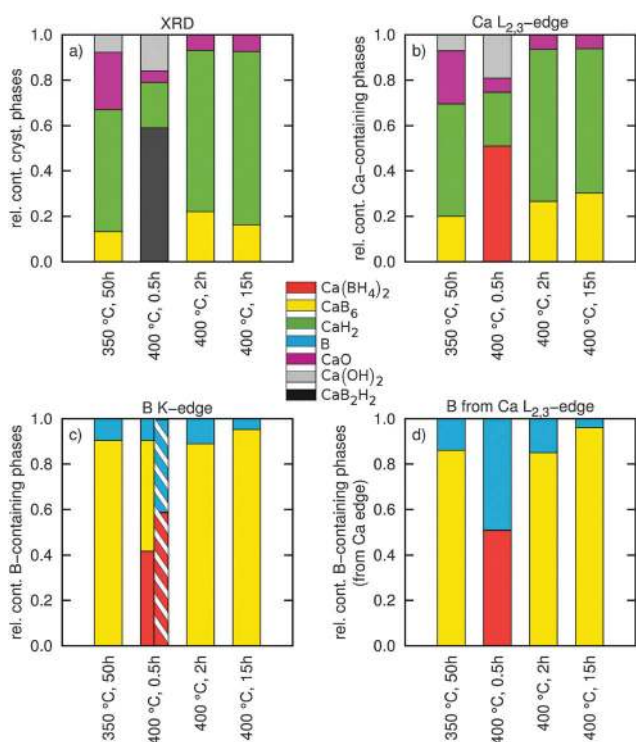 XRD
a)
rel. cont. cryst. phases
1.0
0.8
0.6
0.4
0.2
0.0
350 °C, 50h
400 °C, 0.5h
400 °C, 2h
400 °C, 15h
Ca L₂,₃-edge
b)
rel. cont. Ca-containing phases
1.0
0.8
0.6
0.4
0.2
0.0
350 °C, 50h
400 °C, 0.5h
400 °C, 2h
400 °C, 15h
Ca(BH₄)₂
CaB₆
CaH₂
B
CaO
Ca(OH)₂
CaB₂H₂
B K-edge
c)
rel. cont. B-containing phases
1.0
0.8
0.6
0.4
0.2
0.0
350 °C, 50h
400 °C, 0.5h
400 °C, 2h
400 °C, 15h
B from Ca L₂,₃-edge
d)
rel. cont. B-containing phases
(from Ca edge)
1.0
0.8
0.6
0.4
0.2
0.0
350 °C, 50h
400 °C, 0.5h
400 °C, 2h
400 °C, 15h